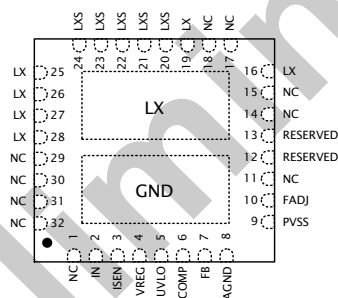 LXS LXS LXS LXS LXS LX NC NC
24 23 22 21 20 19 18 17
LX 25
LX 26
LX 27
LX 28
NC 29
NC 30
NC 31
NC 32
LX
GND
16 LX
15 NC
14 NC
13 RESERVED
12 RESERVED
11 NC
10 FADJ
9 PVSS
1 2 3 4 5 6 7 8
NC IN ISEN VREG UVLO COMP FB AGND
limin